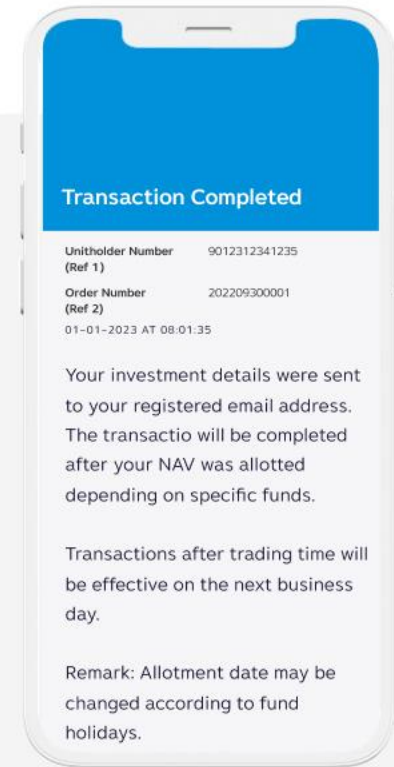 Transaction Completed
Unitholder Number 9012312341235
(Ref 1)
Order Number 202209300001
(Ref 2)
01-01-2023 AT 08:01:35
Your investment details were sent
to your registered email address.
The transactio will be completed
after your NAV was allotted
depending on specific funds.
Transactions after trading time will
be effective on the next business
day.
Remark: Allotment date may be
changed according to fund
holidays.